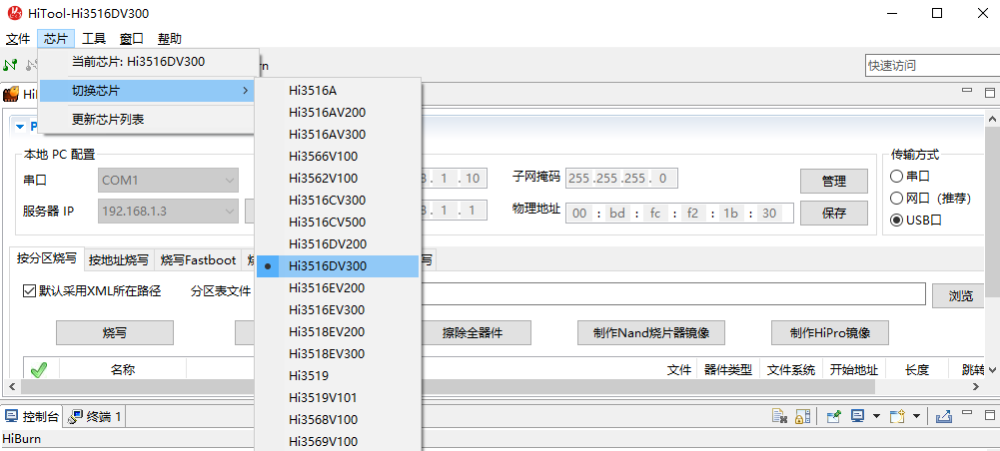 HiTool-Hi3516DV300
文件 芯片 工具 窗口 帮助
当前芯片: Hi3516DV300
快速访问
切换芯片
更新芯片列表
Hi3516A
Hi3516AV200
Hi3516AV300
Hi3566V100
Hi3562V100
Hi3516CV300
Hi3516CV500
Hi3516DV200
Hi3516DV300
Hi3516EV200
Hi3516EV300
Hi3518EV200
Hi3518EV300
Hi3519
Hi3519V101
Hi3568V100
Hi3569V100
本地 PC 配置
串口 COM1
服务器 IP 192.168.1.3
. 1 . 10 子网掩码 255 .255 .255 . 0 管理
. 1 . 1 物理地址 00 : bd : fc : f2 : 1b : 30 保存
传输方式
串口
网口（推荐）
USB口
按分区烧写 按地址烧写 烧写Fastboot
默认采用XML所在路径 分区表文件 浏览
烧写 擦除全器件 制作Nand烧片器镜像 制作HiPro镜像
名称 文件 器件类型 文件系统 开始地址 长度 跳转
控制台 终端 1
HiBurn